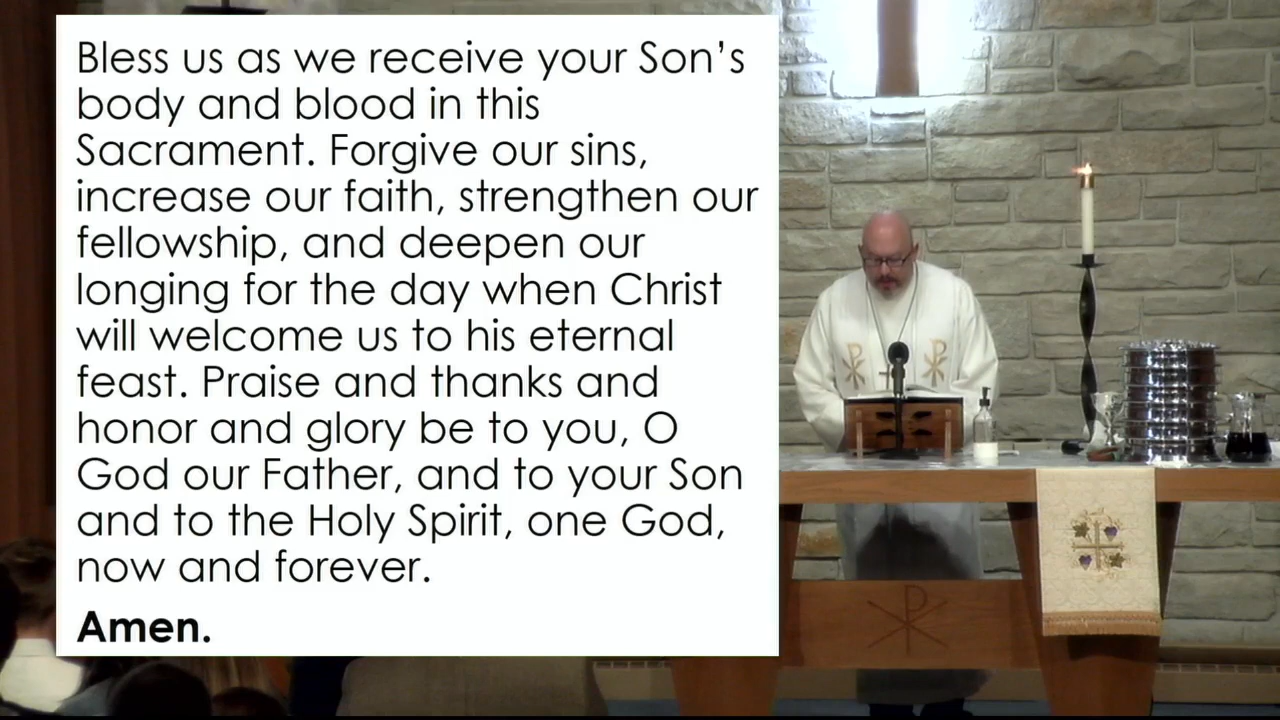 Bless us as we receive your Son’s
body and blood in this
Sacrament. Forgive our sins,
increase our faith, strengthen our
fellowship, and deepen our
longing for the day when Christ
will welcome us to his eternal
feast. Praise and thanks and
honor and glory be to you, O
God our Father, and to your Son
and to the Holy Spirit, one God,
now and forever.
Amen.